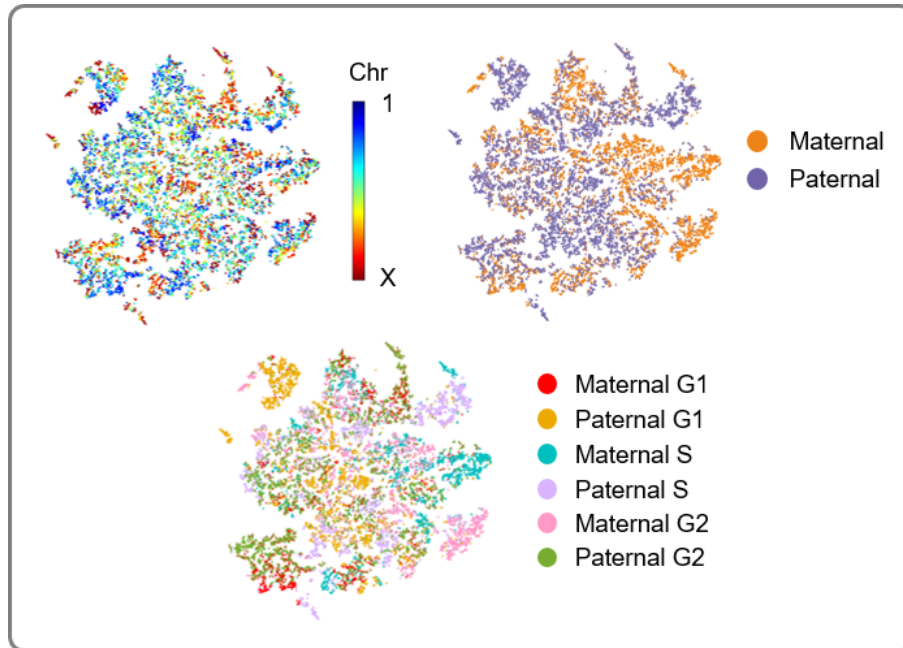 Chr
1
X
Maternal
Paternal
Maternal G1
Paternal G1
Maternal S
Paternal S
Maternal G2
Paternal G2